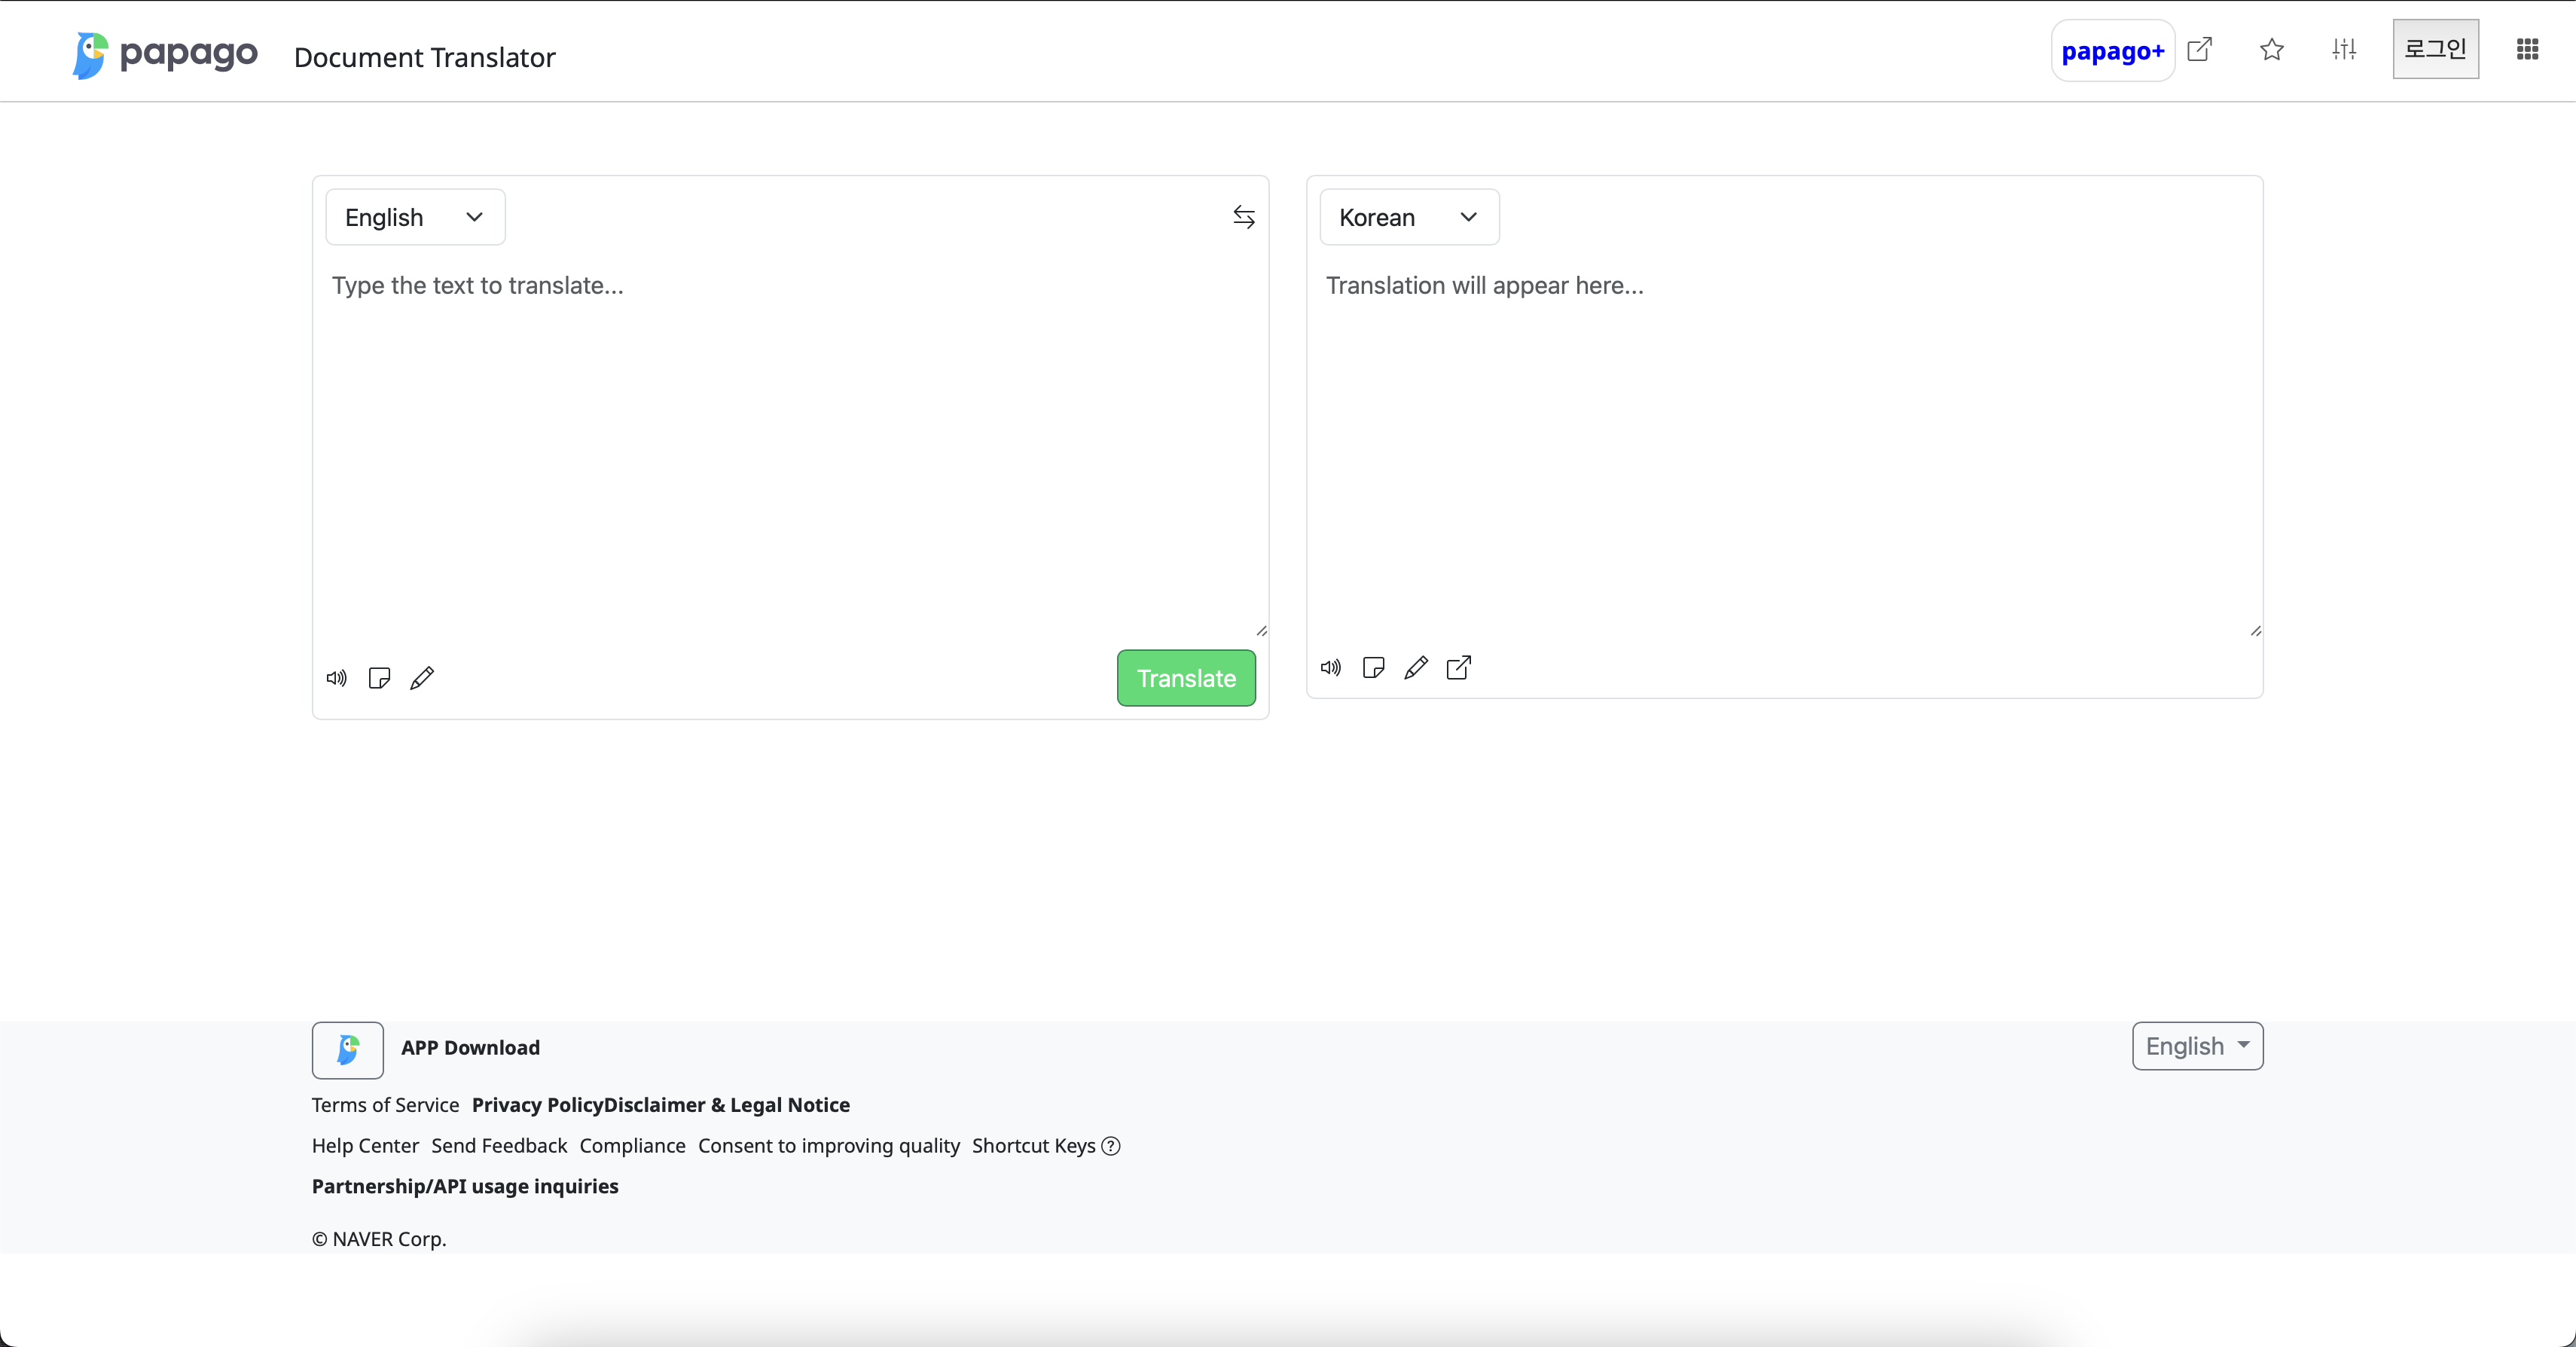 papago Document Translator papago+ 로그인
English Korean
Type the text to translate... Translation will appear here...
Translate
APP Download English
Terms of Service Privacy PolicyDisclaimer & Legal Notice
Help Center Send Feedback Compliance Consent to improving quality Shortcut Keys ?
Partnership/API usage inquiries
© NAVER Corp.